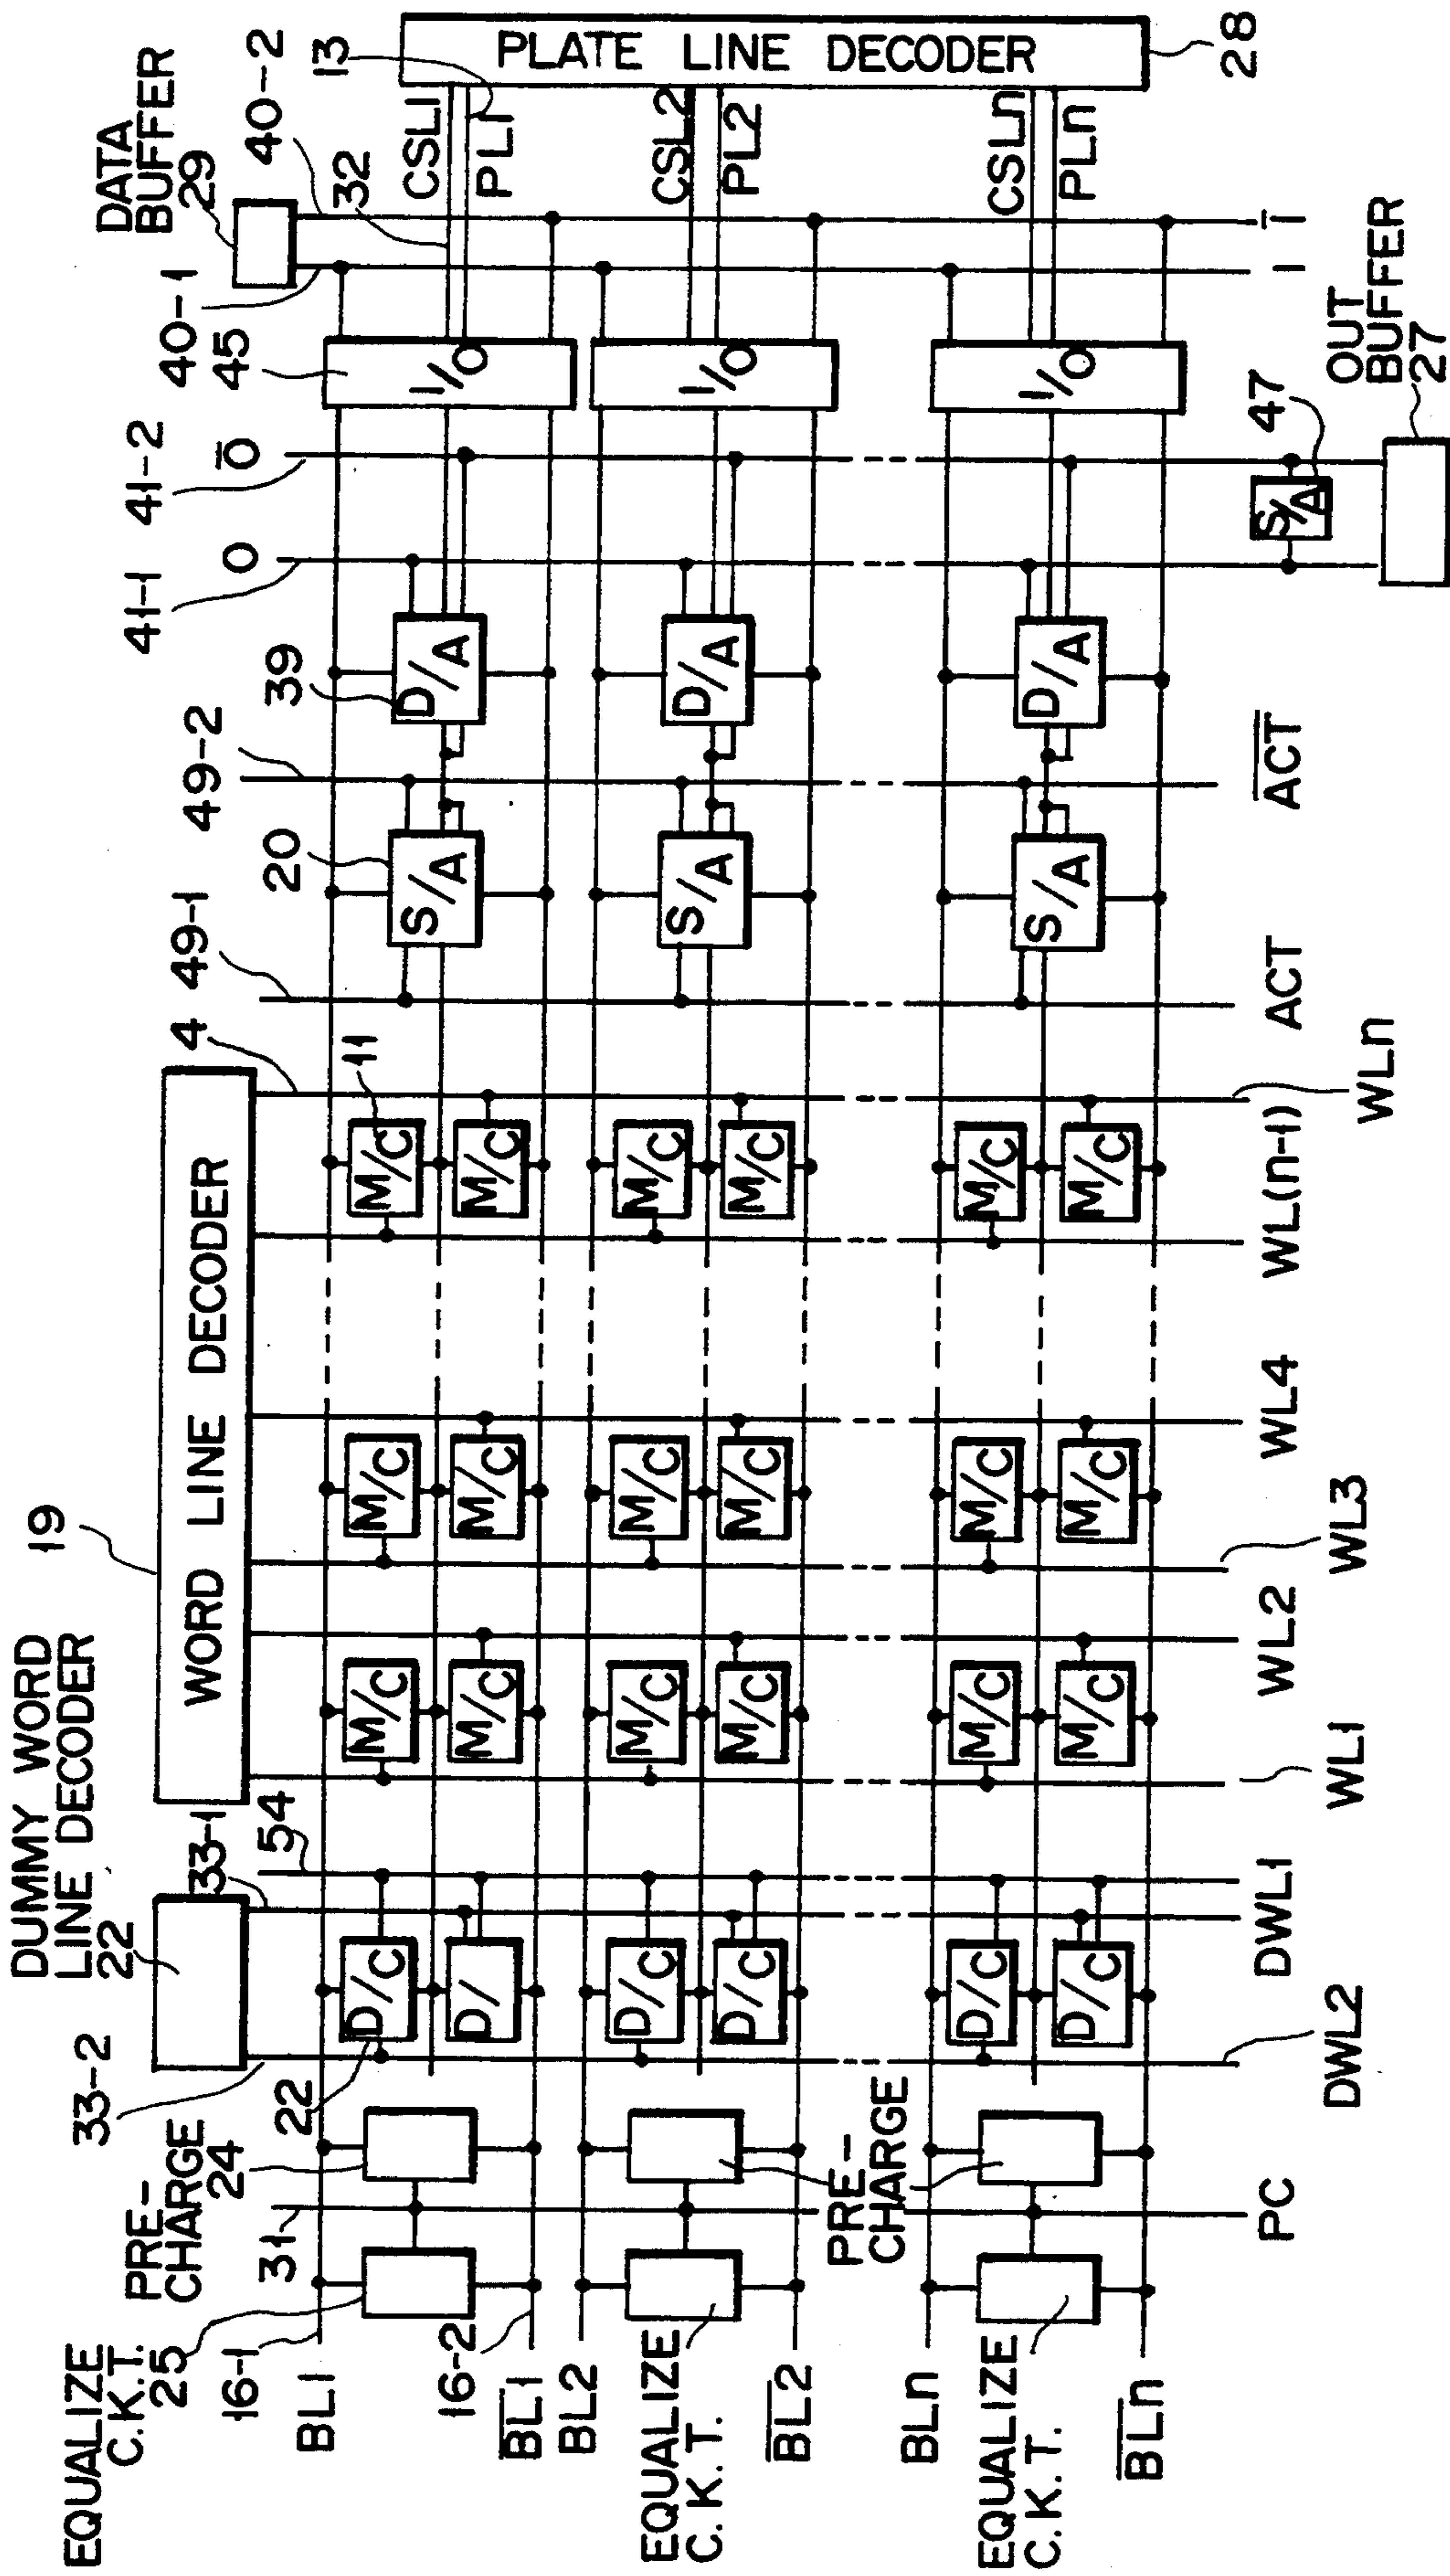 EQUALIZE
C.K.T.
25
16-1
BL1
16-2
B̅L̅1̅
BL2
EQUALIZE
C.K.T.
B̅L̅2̅
BLn
EQUALIZE
C.K.T.
B̅L̅n̅
PRE-
CHARGE
24
31
PRE-
CHARGE
PC
DUMMY WORD
LINE DECODER
22
33-2
33-1
54
22
D/C
D/
D/C
D/C
D/C
D/C
DWL2
DWL1
19
WORD LINE DECODER
M/C
M/C
M/C
M/C
M/C
M/C
WL1
WL2
M/C
M/C
M/C
M/C
M/C
M/C
WL3
WL4
4
11
M/C
M/C
M/C
M/C
M/C
M/C
WL(n-1)
WLn
49-1
20
S/A
S/A
S/A
ACT
49-2
39
D/A
D/A
D/A
A̅C̅T̅
41-1
O
41-2
O̅
S/A
47
OUT
BUFFER
27
40-1
45
I/O
I/O
I/O
DATA
BUFFER
29
40-2
32
13
CSL1
PL1
CSL2
PL2
CSLn
PLn
I
I̅
PLATE LINE DECODER
28